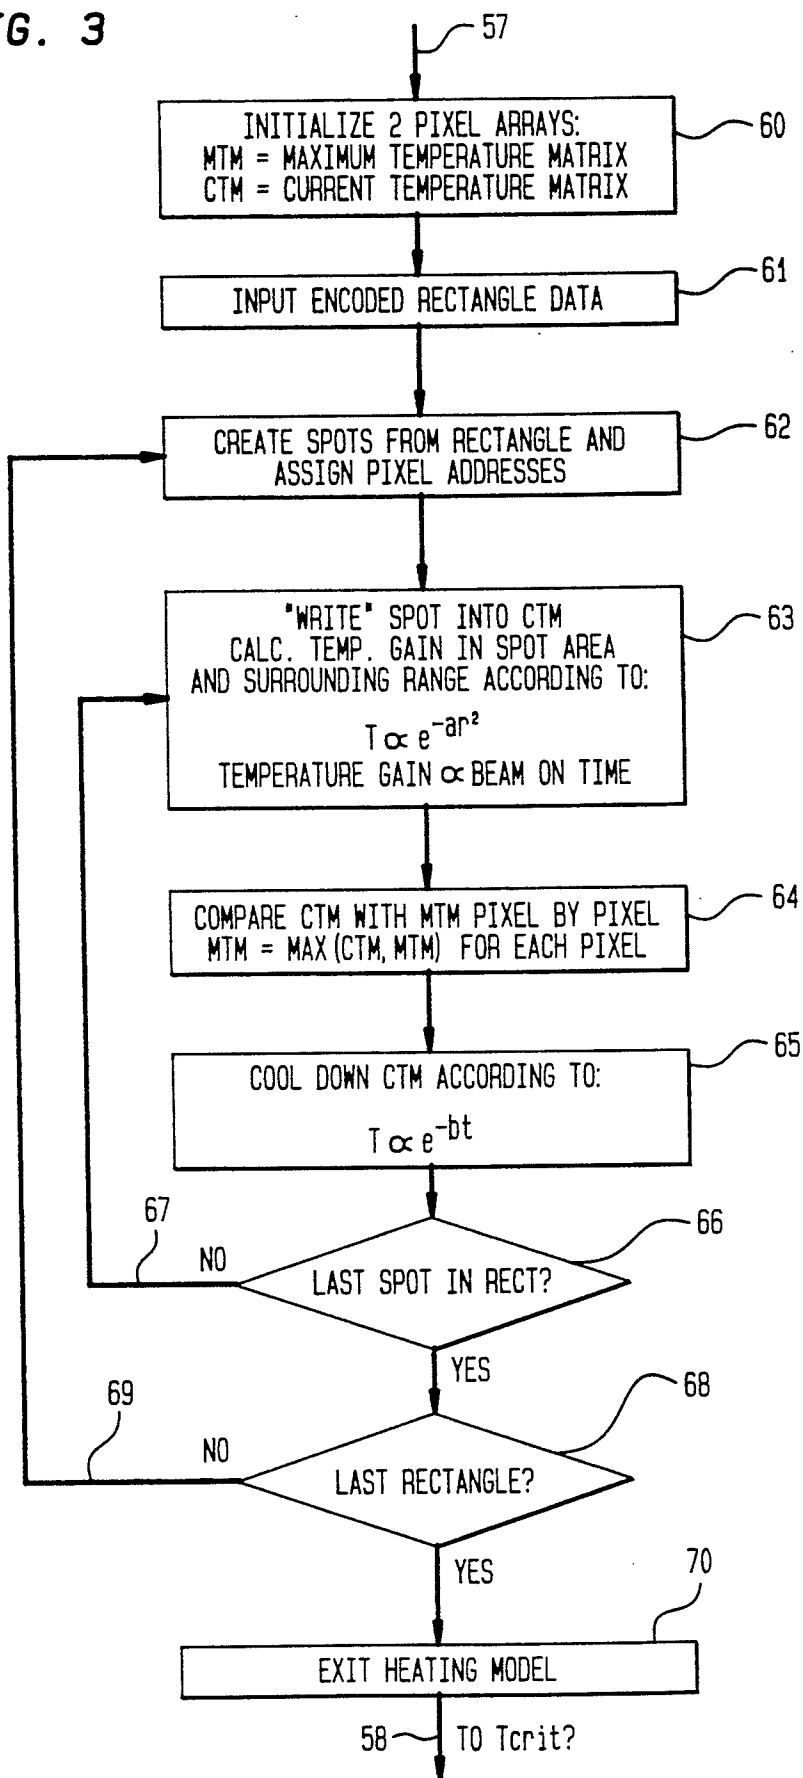 G. 3
57
INITIALIZE 2 PIXEL ARRAYS:
MTM = MAXIMUM TEMPERATURE MATRIX
CTM = CURRENT TEMPERATURE MATRIX
60
INPUT ENCODED RECTANGLE DATA
61
CREATE SPOTS FROM RECTANGLE AND
ASSIGN PIXEL ADDRESSES
62
"WRITE" SPOT INTO CTM
CALC. TEMP. GAIN IN SPOT AREA
AND SURROUNDING RANGE ACCORDING TO:
T ∝ e^-ar²
TEMPERATURE GAIN ∝ BEAM ON TIME
63
COMPARE CTM WITH MTM PIXEL BY PIXEL
MTM = MAX (CTM, MTM) FOR EACH PIXEL
64
COOL DOWN CTM ACCORDING TO:
T ∝ e^-bt
65
67
NO
LAST SPOT IN RECT?
66
YES
69
NO
LAST RECTANGLE?
68
YES
70
EXIT HEATING MODEL
58
TO Tcrit?